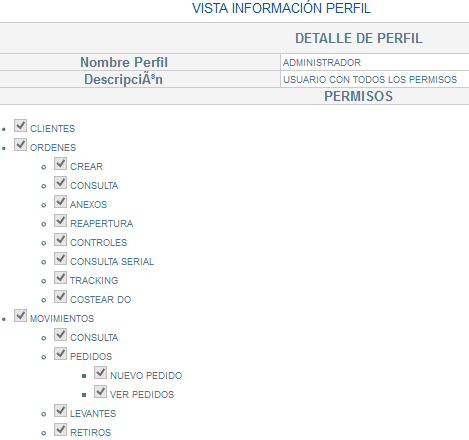 VISTA INFORMACIÓN PERFIL
DETALLE DE PERFIL
Nombre Perfil ADMINISTRADOR
DescripciÃ³n USUARIO CON TODOS LOS PERMISOS
PERMISOS
CLIENTES
ORDENES
CREAR
CONSULTA
ANEXOS
REAPERTURA
CONTROLES
CONSULTA SERIAL
TRACKING
COSTEAR DO
MOVIMIENTOS
CONSULTA
PEDIDOS
NUEVO PEDIDO
VER PEDIDOS
LEVANTES
RETIROS